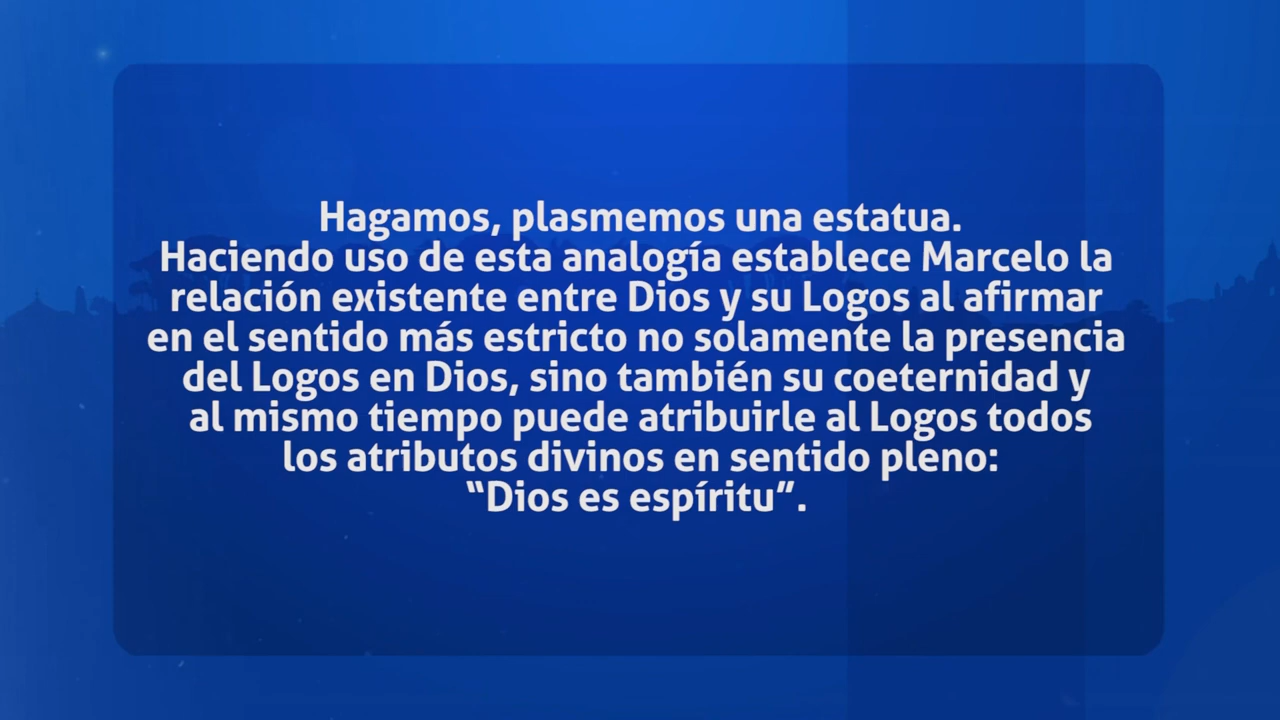 Hagamos, plasmemos una estatua.
Haciendo uso de esta analogía establece Marcelo la
relación existente entre Dios y su Logos al afirmar
en el sentido más estricto no solamente la presencia
del Logos en Dios, sino también su coeternidad y
al mismo tiempo puede atribuirle al Logos todos
los atributos divinos en sentido pleno:
“Dios es espíritu”.